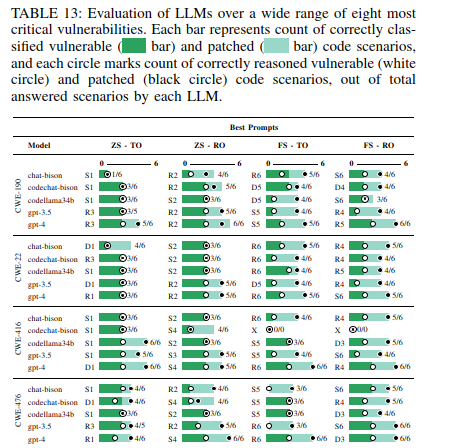 TABLE 13: Evaluation of LLMs over a wide range of eight most
critical vulnerabilities. Each bar represents count of correctly clas-
sified vulnerable ( bar) and patched ( bar) code scenarios,
and each circle marks count of correctly reasoned vulnerable (white
circle) and patched (black circle) code scenarios, out of total
answered scenarios by each LLM.
Best Prompts
Model ZS - TO ZS - RO FS - TO FS - RO
0 6 0 6 0 6 0 6
CWE-190
chat-bison S1 1/6 R2 4/6 R6 5/6 S6 4/6
codechat-bison S1 3/6 R2 5/6 D5 4/6 D4 4/6
codellama34b S1 3/6 S2 3/6 D5 4/6 S6 3/6
gpt-3.5 R3 3/5 R2 5/6 S5 4/6 R4 4/6
gpt-4 R3 5/6 R2 6/6 S5 5/6 R5 6/6
CWE-22
chat-bison D1 4/6 S2 3/6 R6 5/6 R4 5/6
codechat-bison R3 3/6 S2 3/6 R6 4/6 R4 4/6
codellama34b S1 3/6 S2 3/6 R6 4/6 R5 4/6
gpt-3.5 D1 3/6 R2 5/6 D5 4/6 R4 4/6
gpt-4 R1 3/6 R2 5/6 R6 5/6 S6 5/6
CWE-416
chat-bison S1 3/6 S2 3/6 R6 4/6 R4 5/6
codechat-bison S1 3/6 S4 4/6 X 0/0 X 0/0
codellama34b S1 6/6 S2 3/6 S5 3/6 D3 5/6
gpt-3.5 S1 5/6 S3 5/6 S5 4/6 S6 4/6
gpt-4 D1 6/6 S4 5/6 R6 6/6 R4 6/6
CWE-476
chat-bison S1 4/6 R2 4/6 S5 3/6 S6 5/6
codechat-bison D1 4/6 S4 4/6 S5 3/6 R4 5/6
codellama34b S1 3/6 S2 3/6 S5 3/6 D3 4/6
gpt-3.5 R3 4/5 R2 5/6 R6 3/6 S6 6/6
gpt-4 R1 4/6 S4 6/6 R6 6/6 D3 6/6